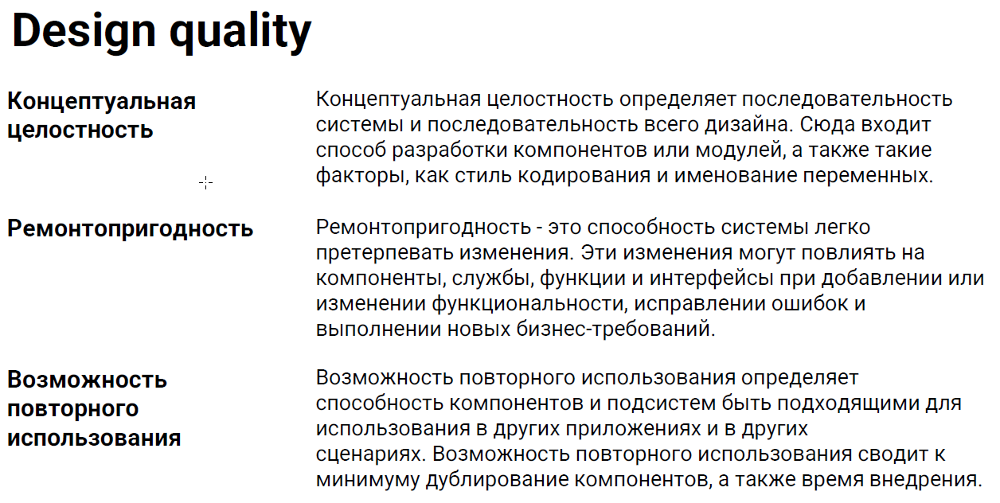 Design quality
Концептуальная
целостность
Концептуальная целостность определяет последовательность
системы и последовательность всего дизайна. Сюда входит
способ разработки компонентов или модулей, а также такие
факторы, как стиль кодирования и именование переменных.
Ремонтопригодность
Ремонтопригодность - это способность системы легко
претерпевать изменения. Эти изменения могут повлиять на
компоненты, службы, функции и интерфейсы при добавлении или
изменении функциональности, исправлении ошибок и
выполнении новых бизнес-требований.
Возможность
повторного
использования
Возможность повторного использования определяет
способность компонентов и подсистем быть подходящими для
использования в других приложениях и в других
сценариях. Возможность повторного использования сводит к
минимуму дублирование компонентов, а также время внедрения.